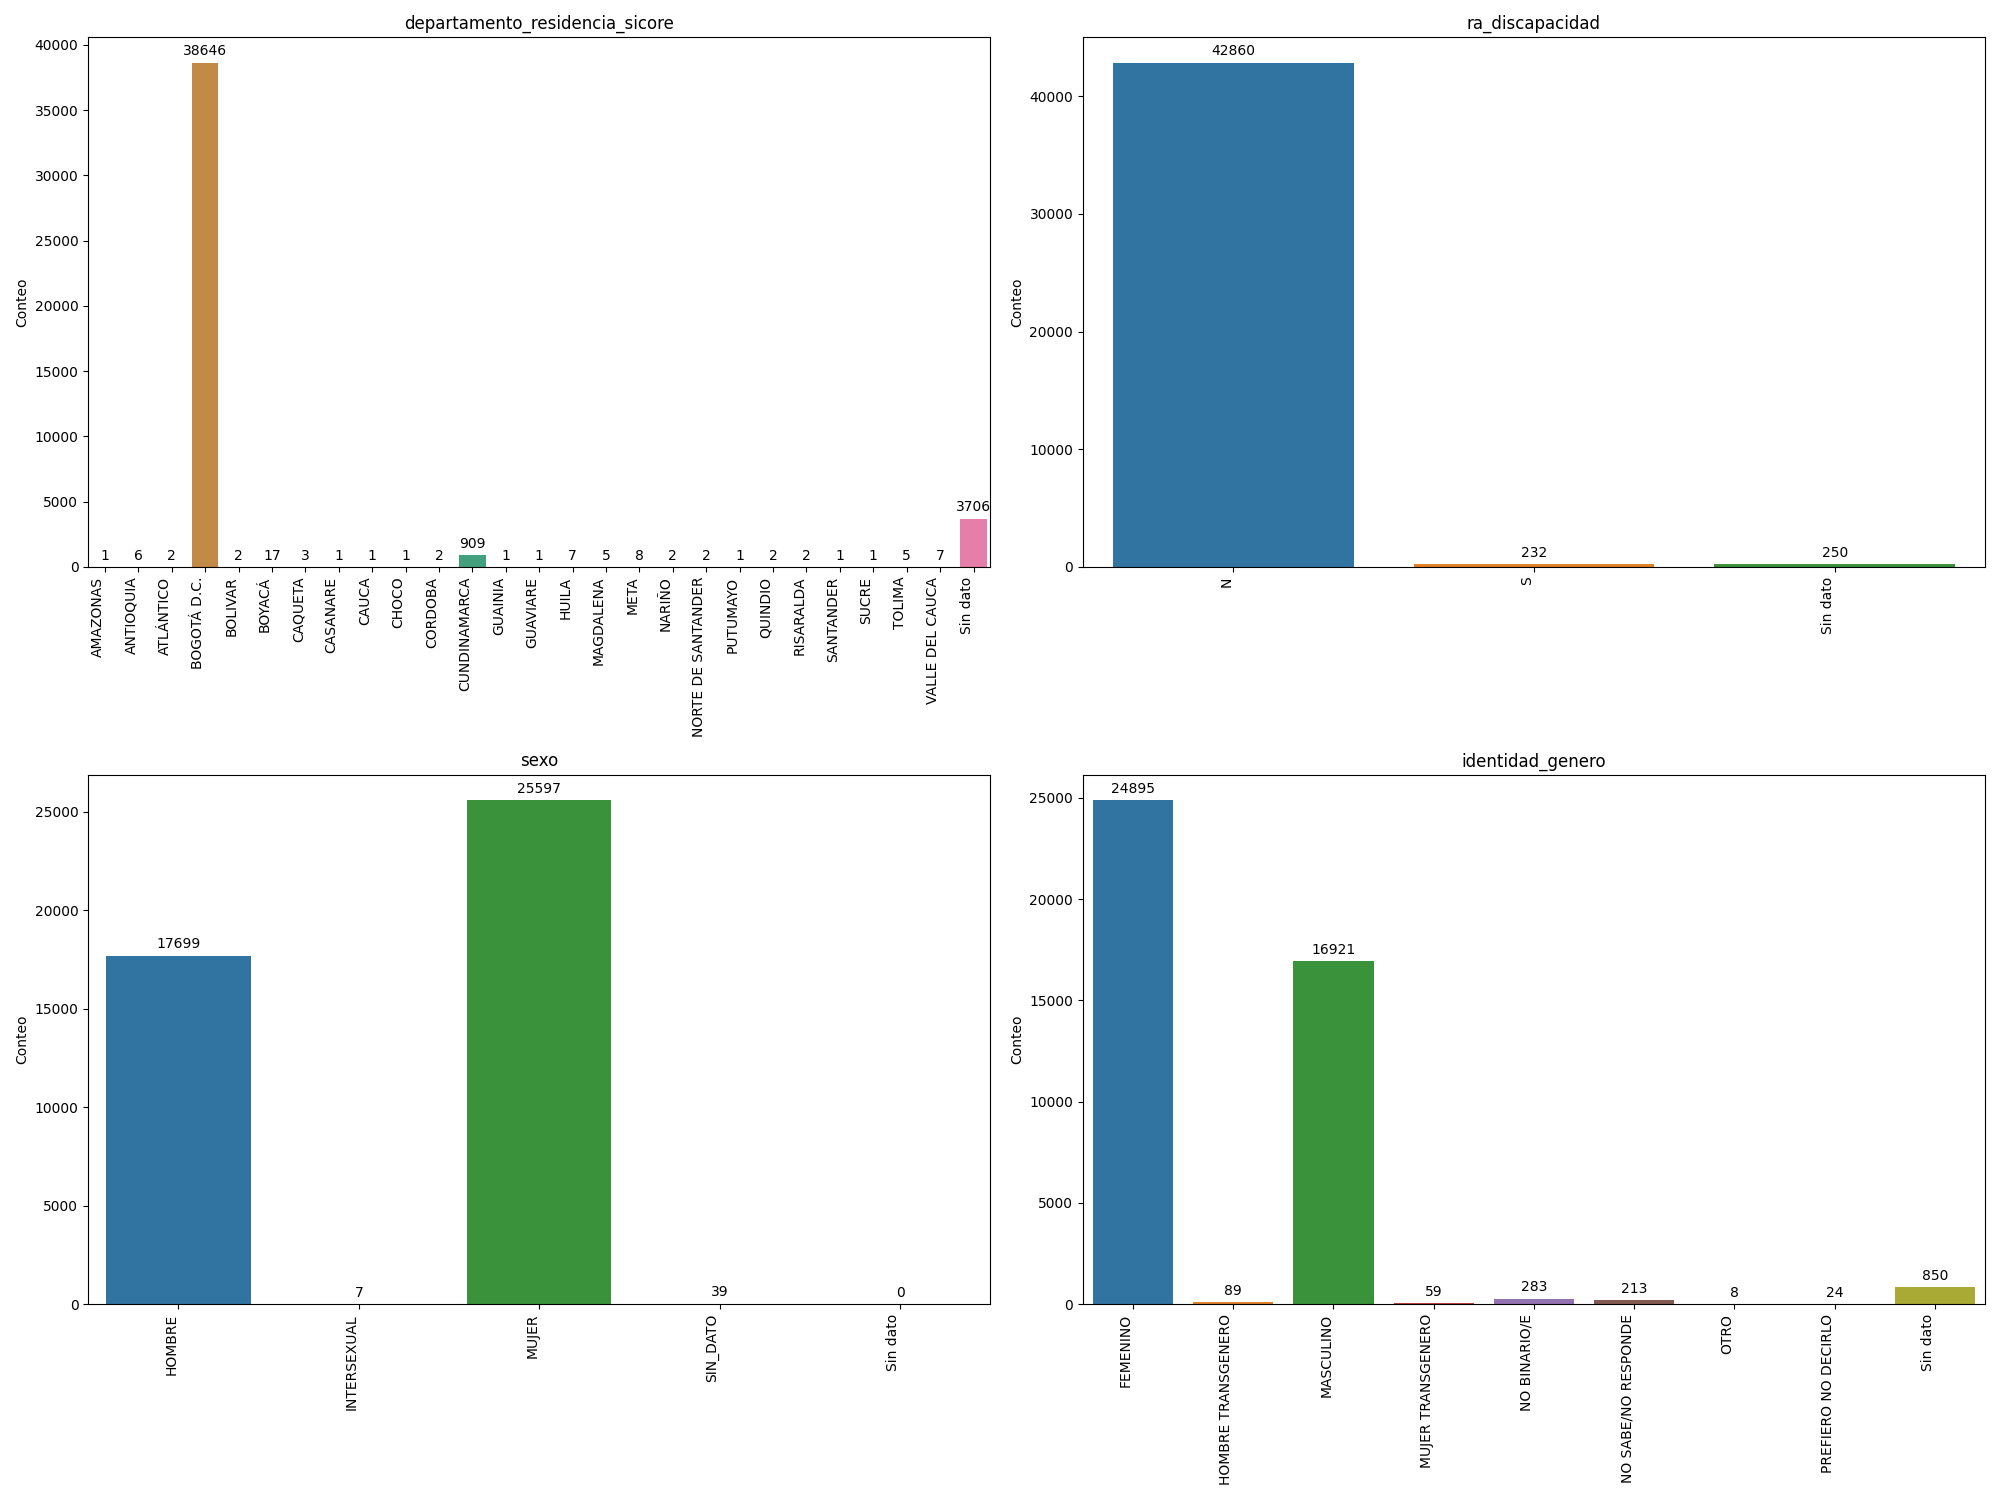 departamento_residencia_sicore
Conteo
40000
35000
30000
25000
20000
15000
10000
5000
0
1 6 2 38646 2 17 3 1 1 1 2 909 1 1 7 5 8 2 2 1 2 2 1 1 5 7 3706
AMAZONAS
ANTIOQUIA
ATLÁNTICO
BOGOTÁ D.C.
BOLIVAR
BOYACÁ
CAQUETA
CASANARE
CAUCA
CHOCO
CORDOBA
CUNDINAMARCA
GUAINIA
GUAVIARE
HUILA
MAGDALENA
META
NARIÑO
NORTE DE SANTANDER
PUTUMAYO
QUINDIO
RISARALDA
SANTANDER
SUCRE
TOLIMA
VALLE DEL CAUCA
Sin dato
ra_discapacidad
Conteo
40000
30000
20000
10000
0
42860 232 250
N
S
Sin dato
sexo
Conteo
25000
20000
15000
10000
5000
0
17699 7 25597 39 0
HOMBRE
INTERSEXUAL
MUJER
SIN_DATO
Sin dato
identidad_genero
Conteo
25000
20000
15000
10000
5000
0
24895 89 16921 59 283 213 8 24 850
FEMENINO
HOMBRE TRANSGENERO
MASCULINO
MUJER TRANSGENERO
NO BINARIO/E
NO SABE/NO RESPONDE
OTRO
PREFIERO NO DECIRLO
Sin dato